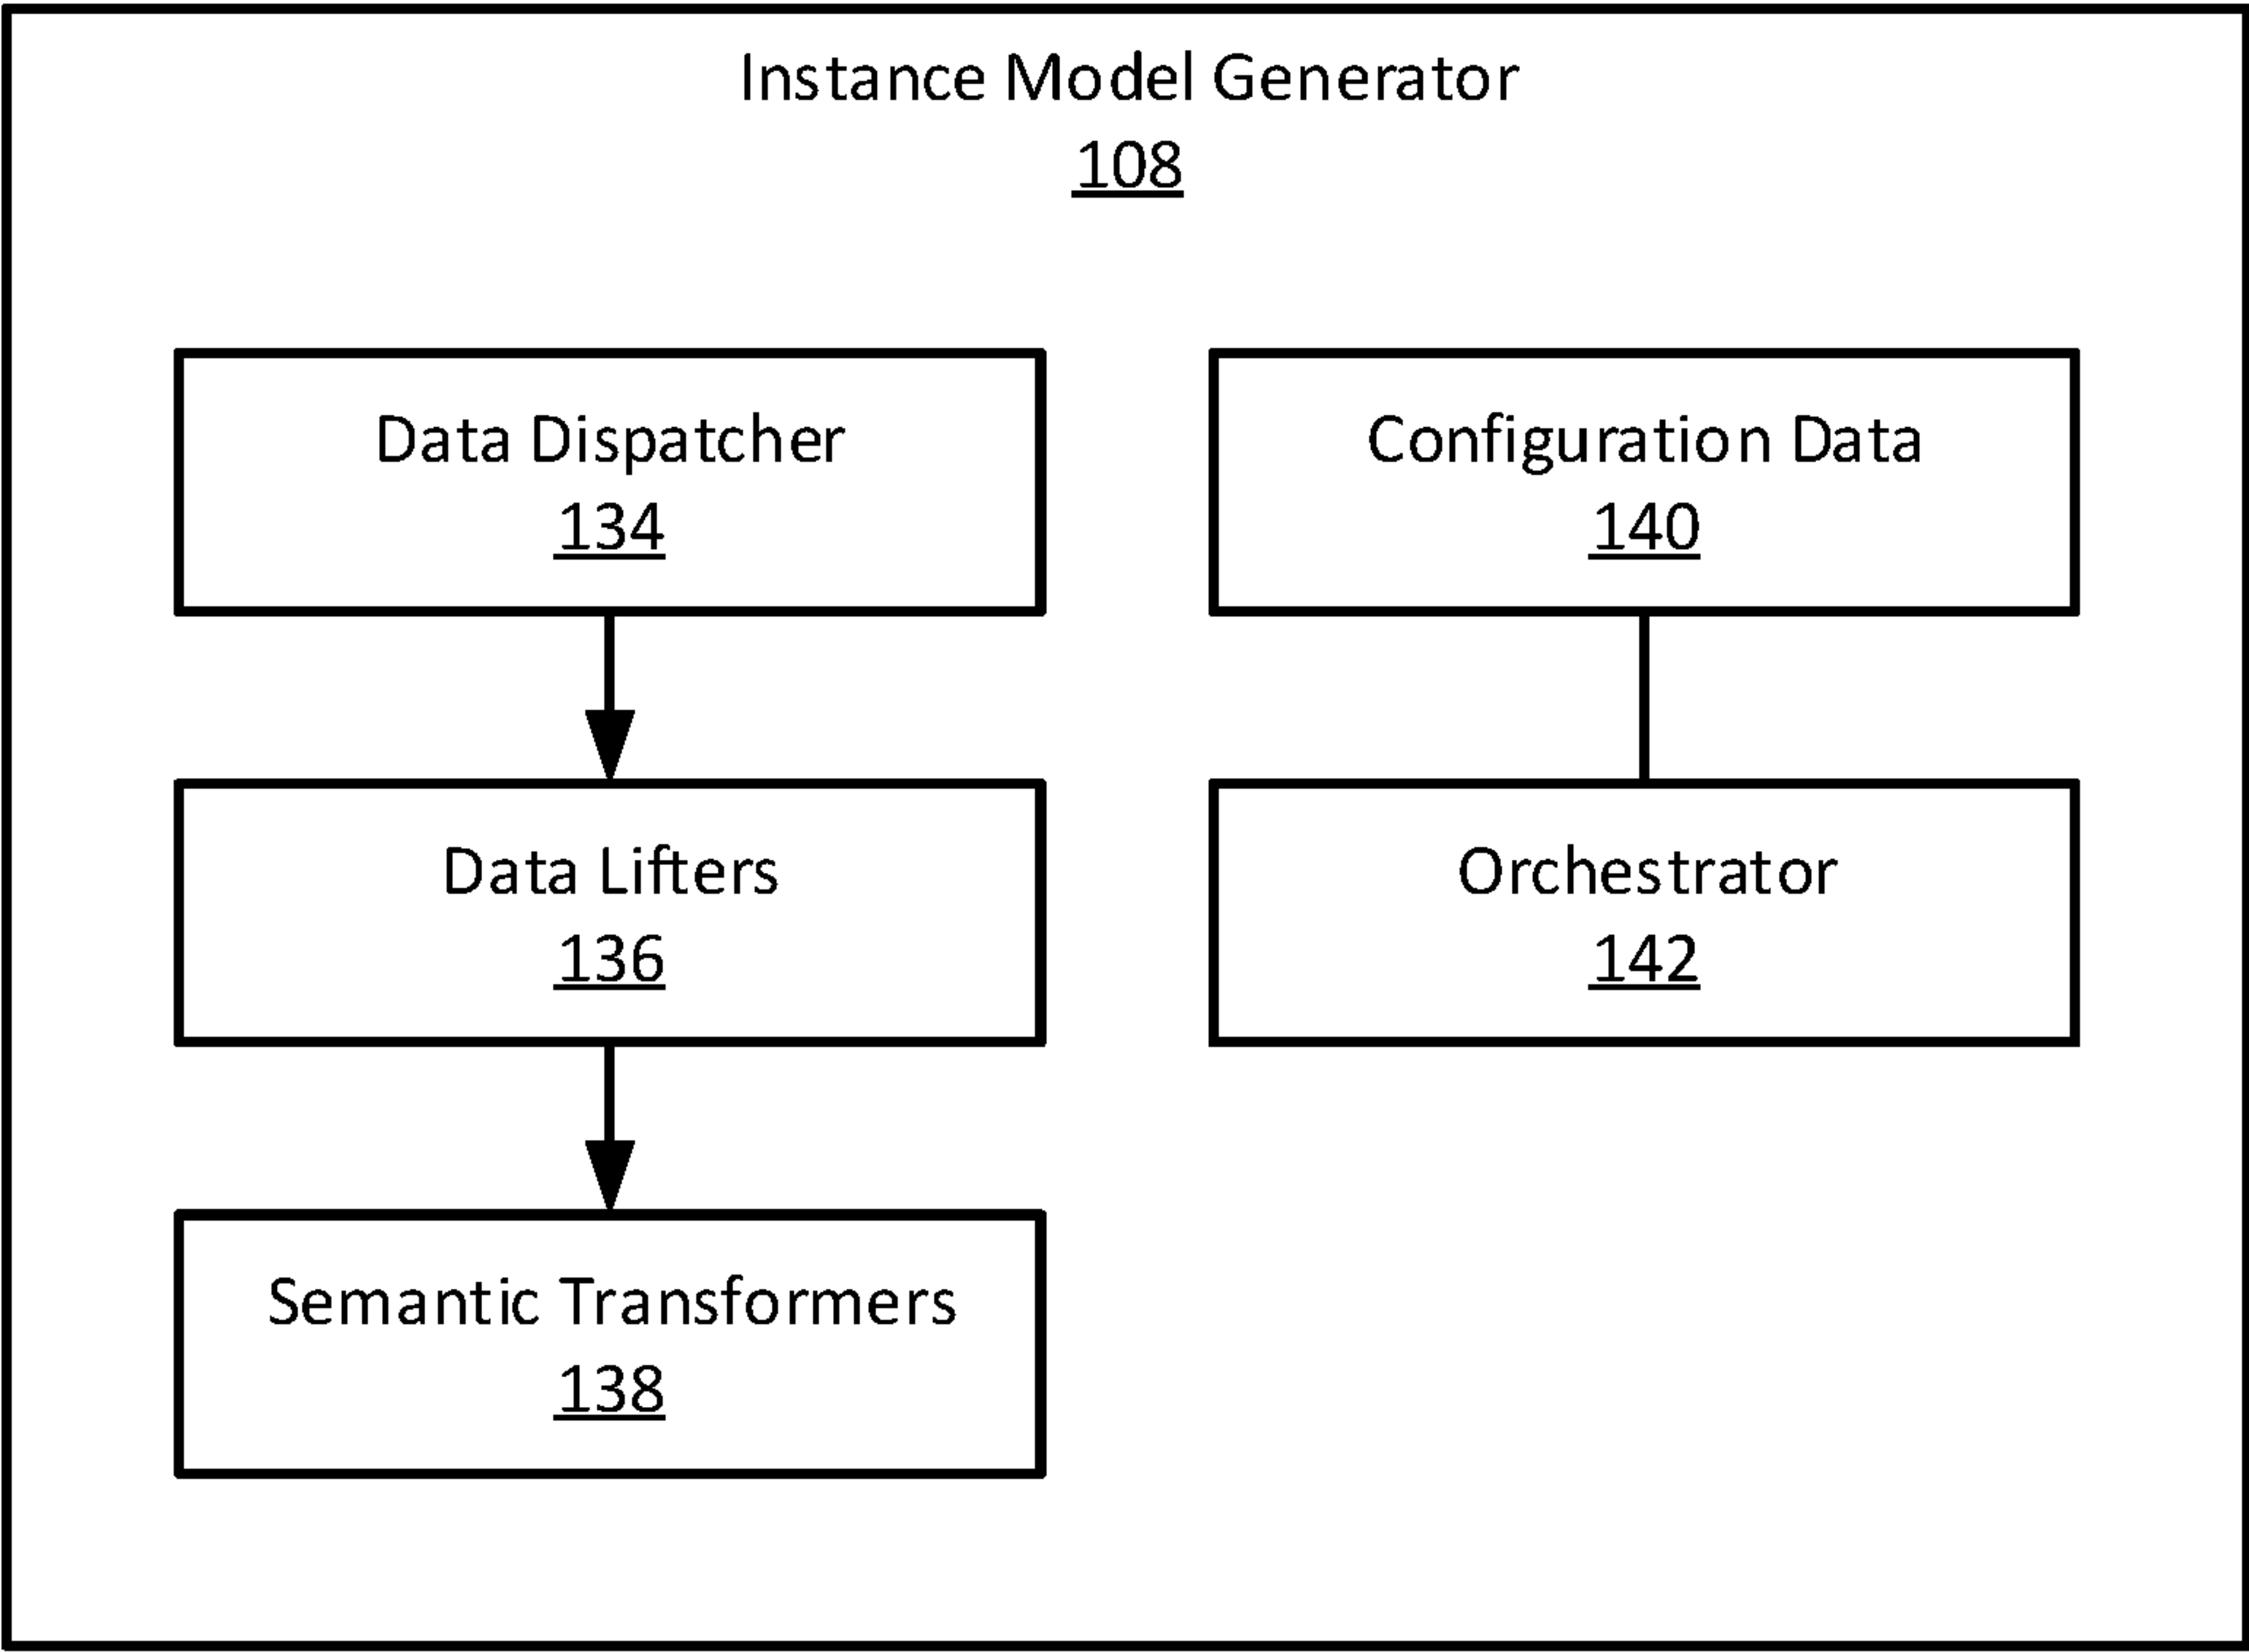 Instance Model Generator
108
Data Dispatcher
134
Configuration Data
140
Data Lifters
136
Orchestrator
142
Semantic Transformers
138